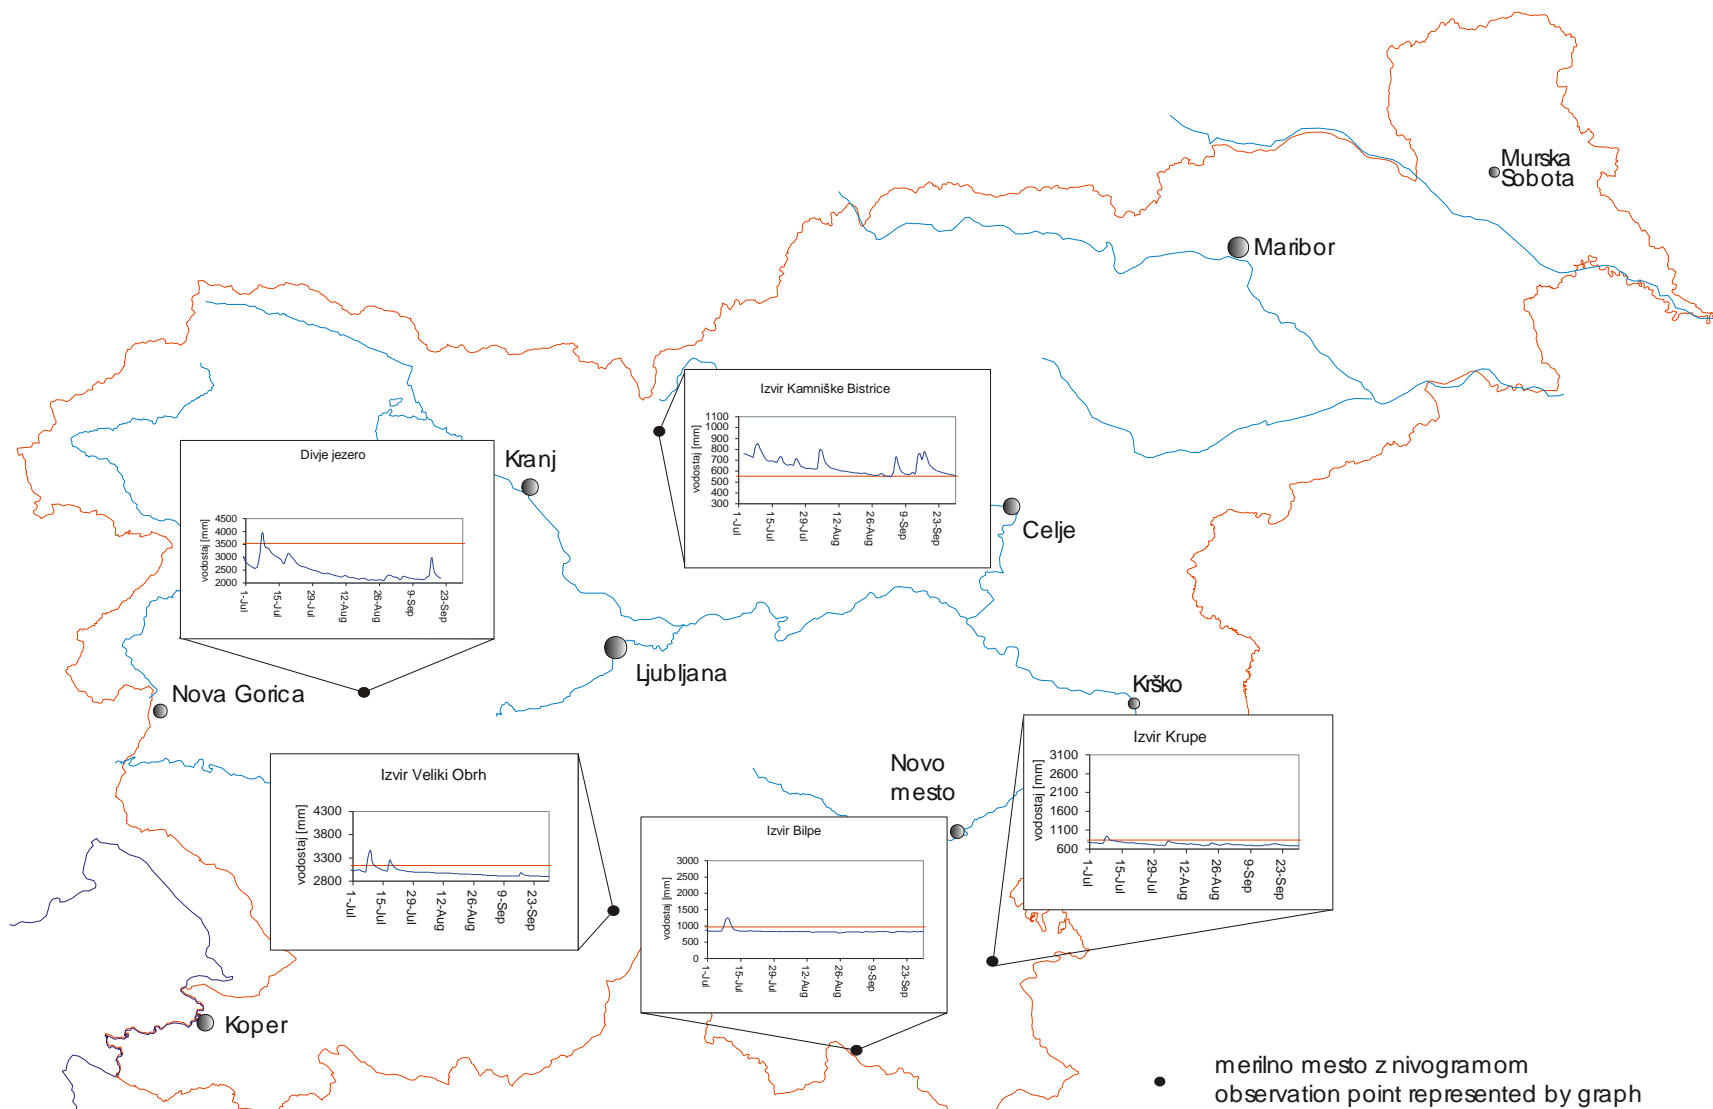 Murska
Sobota
Maribor
Izvir Kamniške Bistrice
vodostaj [mm]
1100
1000
900
800
700
600
500
400
300
1-Jul
15-Jul
29-Jul
12-Aug
26-Aug
9-Sep
23-Sep
Divje jezero
vodostaj [mm]
4500
4000
3500
3000
2500
2000
1-Jul
15-Jul
29-Jul
12-Aug
26-Aug
9-Sep
23-Sep
Kranj
Celje
Ljubljana
Nova Gorica
Krško
Izvir Krupe
vodostaj [mm]
3100
2600
2100
1600
1100
600
1-Jul
15-Jul
29-Jul
12-Aug
26-Aug
9-Sep
23-Sep
Izvir Veliki Obrh
vodostaj [mm]
4300
3800
3300
2800
1-Jul
15-Jul
29-Jul
12-Aug
26-Aug
9-Sep
23-Sep
Novo
mesto
Izvir Bilpe
vodostaj [mm]
3000
2500
2000
1500
1000
500
0
1-Jul
15-Jul
29-Jul
12-Aug
26-Aug
9-Sep
23-Sep
Koper
merilno mesto z nivogramom
observation point represented by graph